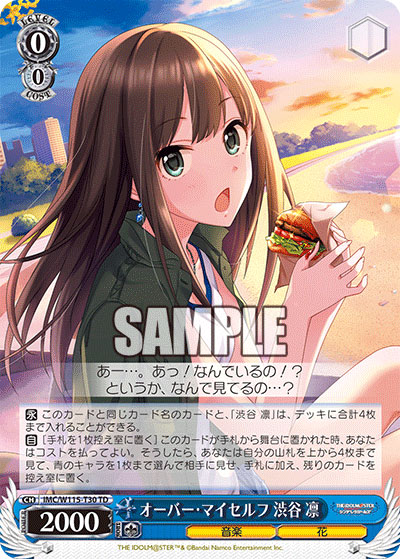 LEVEL
0
0
COST
SAMPLE
あー…。あっ！なんでいるの！？
というか、なんで見てるの…？
永 このカードと同じカード名のカードと、「渋谷 凛」は、デッキに合計4枚
まで入れることができる。
自 ［手札を1枚控え室に置く］このカードが手札から舞台に置かれた時、あなた
はコストを払ってよい。そうしたら、あなたは自分の山札を上から4枚まで
見て、青のキャラを1枚まで選んで相手に見せ、手札に加え、残りのカード
を控え室に置く。
CH
IMC/W115-T30 TD
2000
オーバー・マイセルフ 渋谷 凛
音楽
花
THE IDOLM@STER™ & ©Bandai Namco Entertainment Inc.